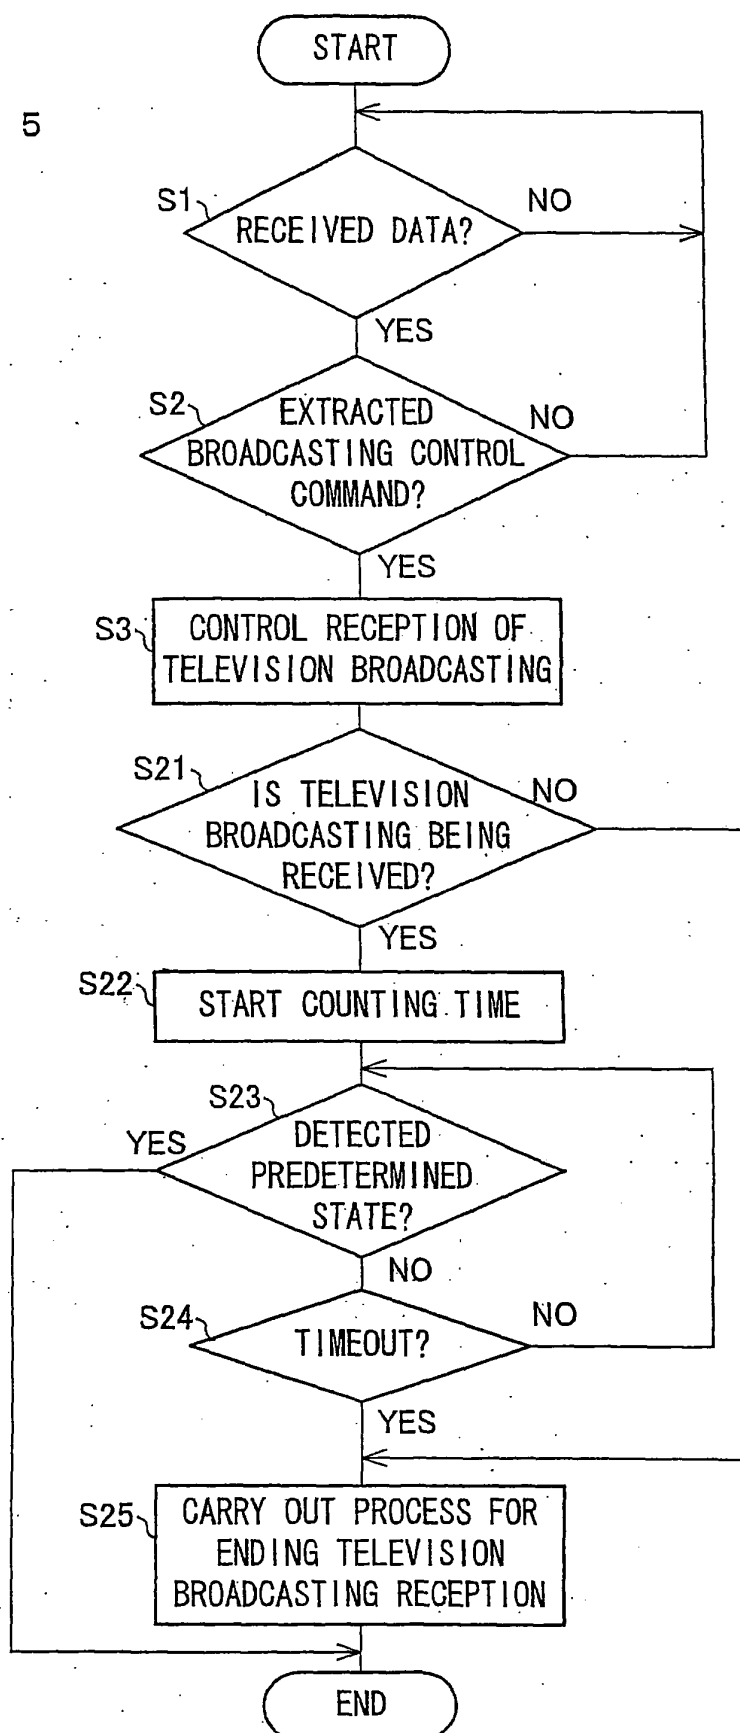 START
5
S1
NO
RECEIVED DATA?
YES
S2
EXTRACTED
NO
BROADCASTING CONTROL
COMMAND?
YES
S3
CONTROL RECEPTION OF
TELEVISION BROADCASTING
S21
IS TELEVISION
NO
BROADCASTING BEING
RECEIVED?
YES
S22
START COUNTING TIME
S23
YES
DETECTED
PREDETERMINED
STATE?
NO
S24
NO
TIMEOUT?
YES
S25
CARRY OUT PROCESS FOR
ENDING TELEVISION
BROADCASTING RECEPTION
END